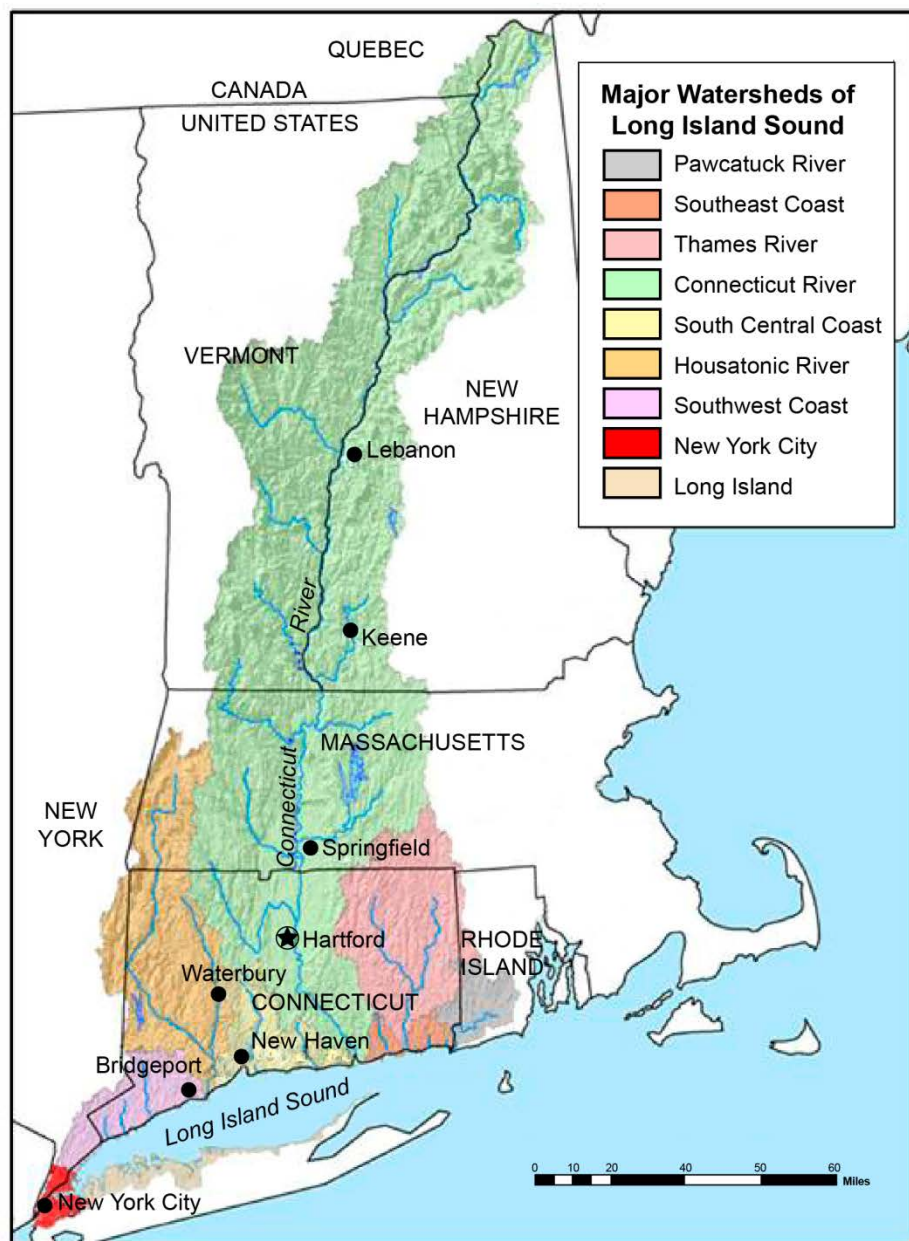 QUEBEC
CANADA
UNITED STATES
Major Watersheds of
Long Island Sound
Pawcatuck River
Southeast Coast
Thames River
Connecticut River
South Central Coast
Housatonic River
Southwest Coast
New York City
Long Island
VERMONT
NEW
HAMPSHIRE
Lebanon
River
Keene
MASSACHUSETTS
Connecticut
NEW
YORK
Springfield
Hartford
RHODE
ISLAND
Waterbury
CONNECTICUT
New Haven
Bridgeport
Long Island Sound
New York City
0 10 20 40 50 60
Miles